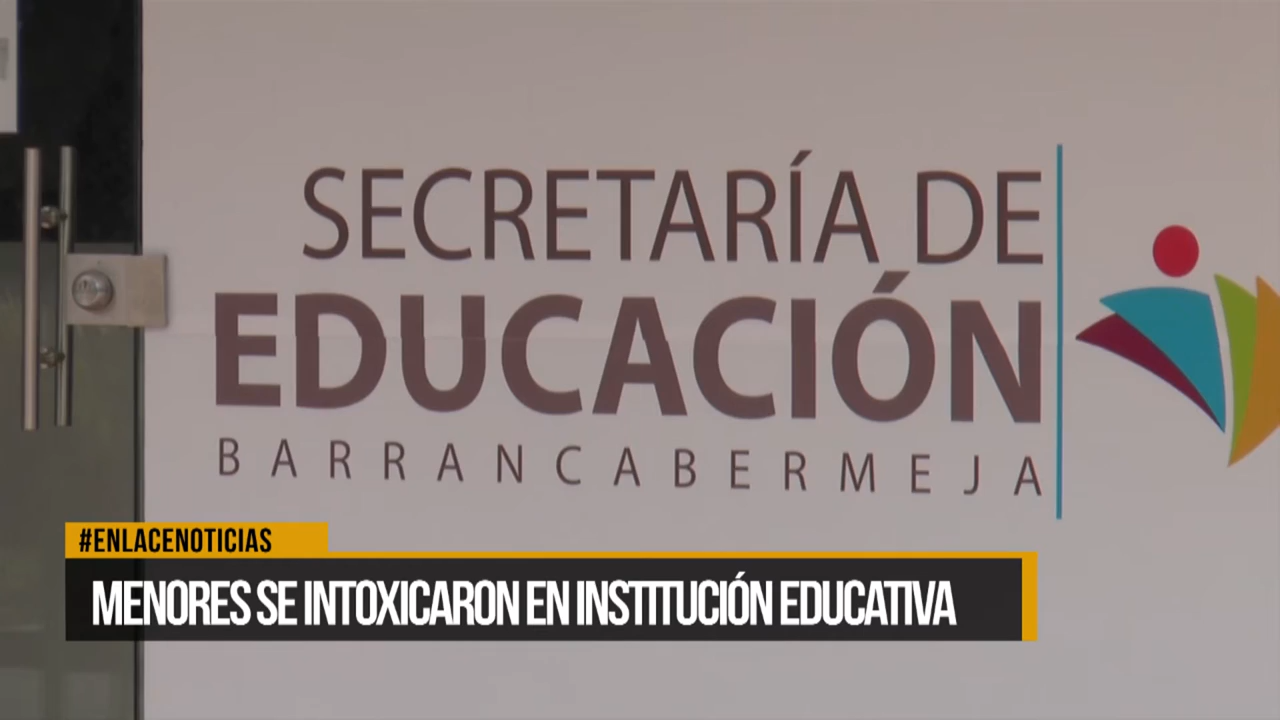 SECRETARÍA DE
EDUCACIÓN
BARRANCABERMEJA
#ENLACENOTICIAS
MENORES SE INTOXICARON EN INSTITUCIÓN EDUCATIVA